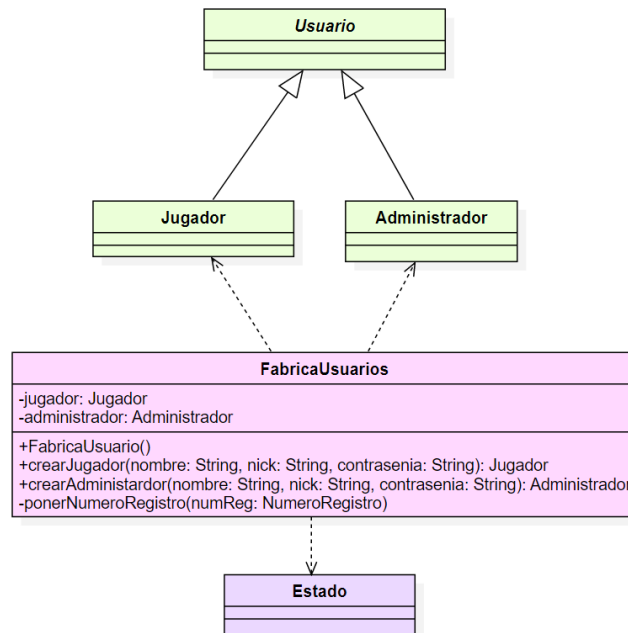 Usuario
Jugador
Administrador
FabricaUsuarios
-jugador: Jugador
-administrador: Administrador
+FabricaUsuario()
+crearJugador(nombre: String, nick: String, contrasenia: String): Jugador
+crearAdministardor(nombre: String, nick: String, contrasenia: String): Administrador
-ponerNumeroRegistro(numReg: NumeroRegistro)
Estado